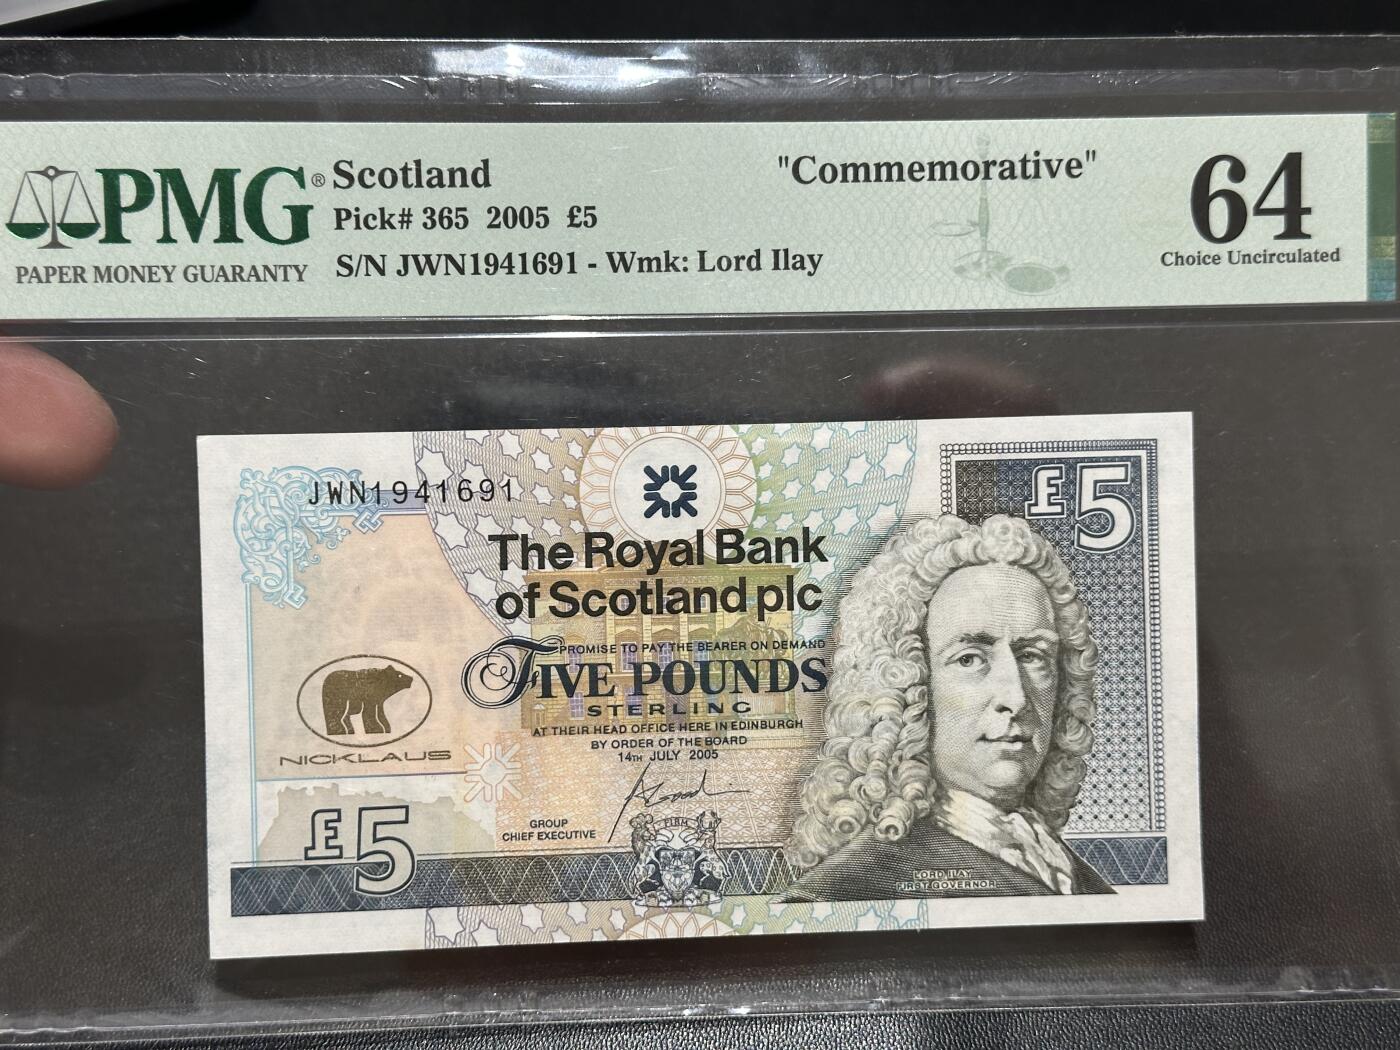 PMG®
PAPER MONEY GUARANTY
Scotland
Pick# 365 2005 £5
S/N JWN1941691 - Wmk: Lord Ilay
"Commemorative"
64
Choice Uncirculated
JWN1941691
£5
The Royal Bank
of Scotland plc
PROMISE TO PAY THE BEARER ON DEMAND
FIVE POUNDS
STERLING
AT THEIR HEAD OFFICE HERE IN EDINBURGH
BY ORDER OF THE BOARD
14TH JULY 2005
NICKLAUS
£5
GROUP
CHIEF EXECUTIVE
FIRM
LORD ILAY
FIRST GOVERNOR